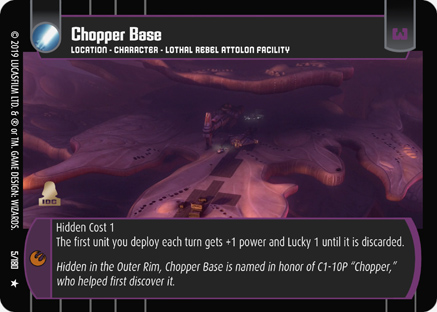 Chopper Base
LOCATION - CHARACTER - LOTHAL REBEL ATTOLON FACILITY
3
© 2019 LUCASFILM LTD. & ® or TM. GAME DESIGN: WIZARDS.
IDC
Hidden Cost 1
The first unit you deploy each turn gets +1 power and Lucky 1 until it is discarded.
Hidden in the Outer Rim, Chopper Base is named in honor of C1-10P “Chopper,”
who helped first discover it.
5/180